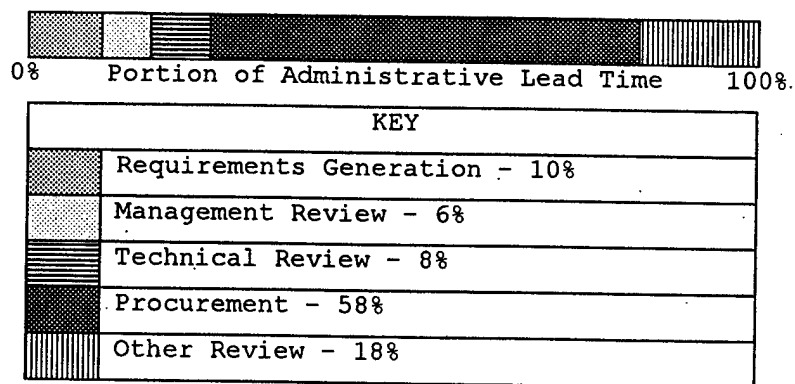 0% Portion of Administrative Lead Time 100%.
KEY
Requirements Generation - 10%
Management Review - 6%
Technical Review - 8%
Procurement - 58%
Other Review - 18%